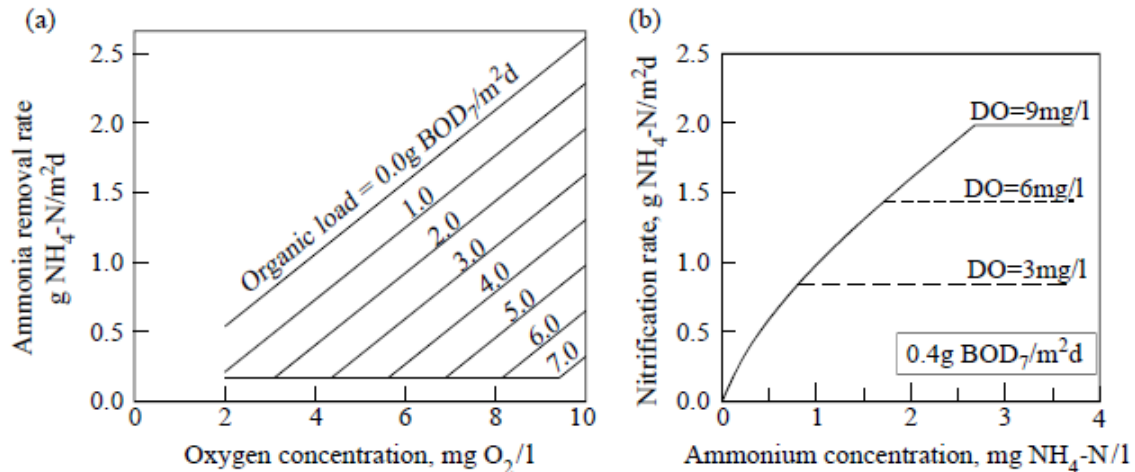 (a)
2.5
2.0
1.5
1.0
0.5
0.0
Ammonia removal rate
g NH₄-N/m²d
Organic load = 0.0g BOD₇/m²d
1.0
2.0
3.0
4.0
5.0
6.0
7.0
0 2 4 6 8 10
Oxygen concentration, mg O₂/l
(b)
2.5
2.0
1.5
1.0
0.5
0.0
Nitrification rate, g NH₄-N/m²d
DO=9mg/l
DO=6mg/l
DO=3mg/l
0.4g BOD₇/m²d
0 1 2 3 4
Ammonium concentration, mg NH₄-N/l